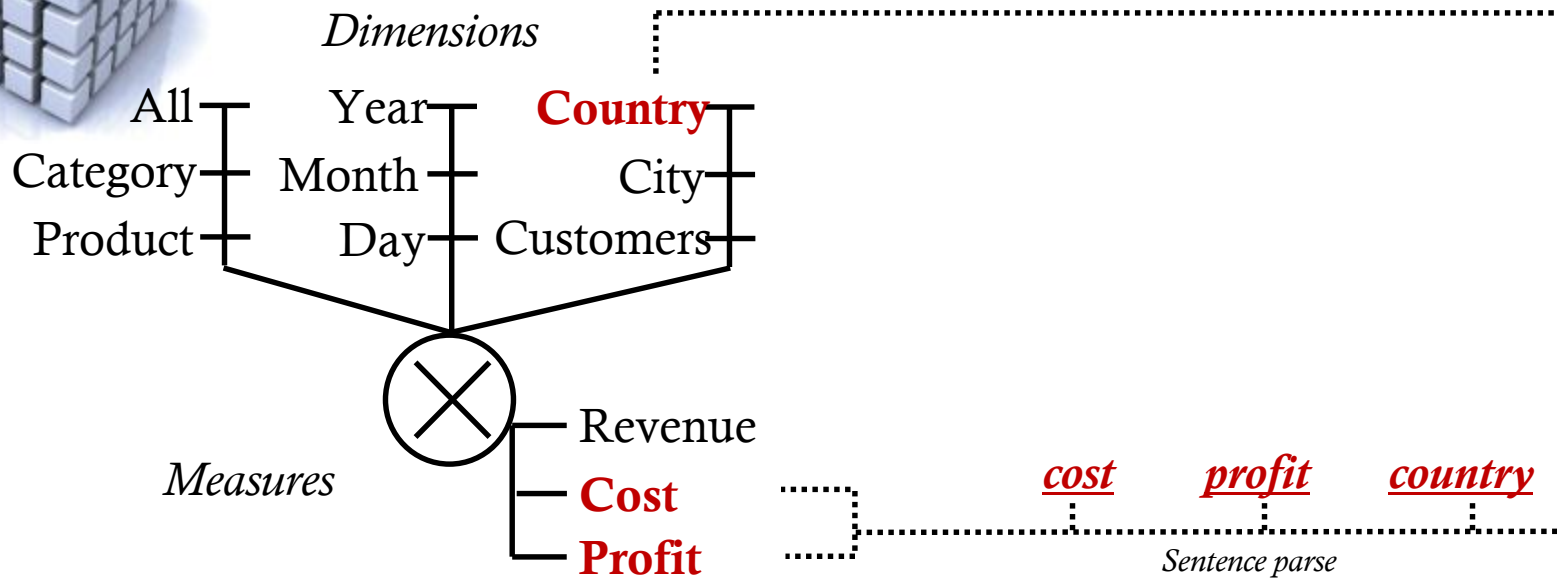 Dimensions
All Year Country
Category Month City
Product Day Customers
Revenue
Measures Cost cost profit country
Profit Sentence parse